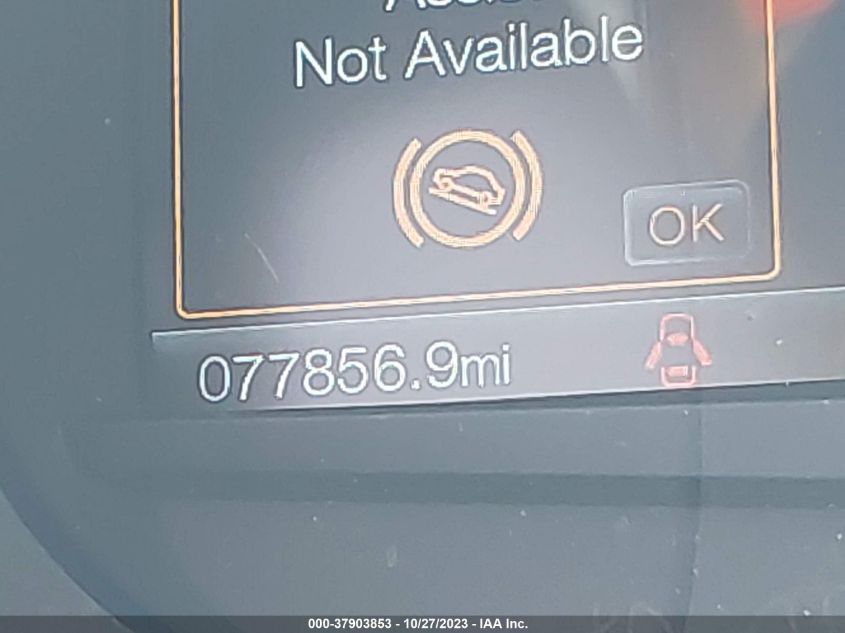 Not Available
OK
077856.9mi
000-37903853 - 10/27/2023 - IAA Inc.